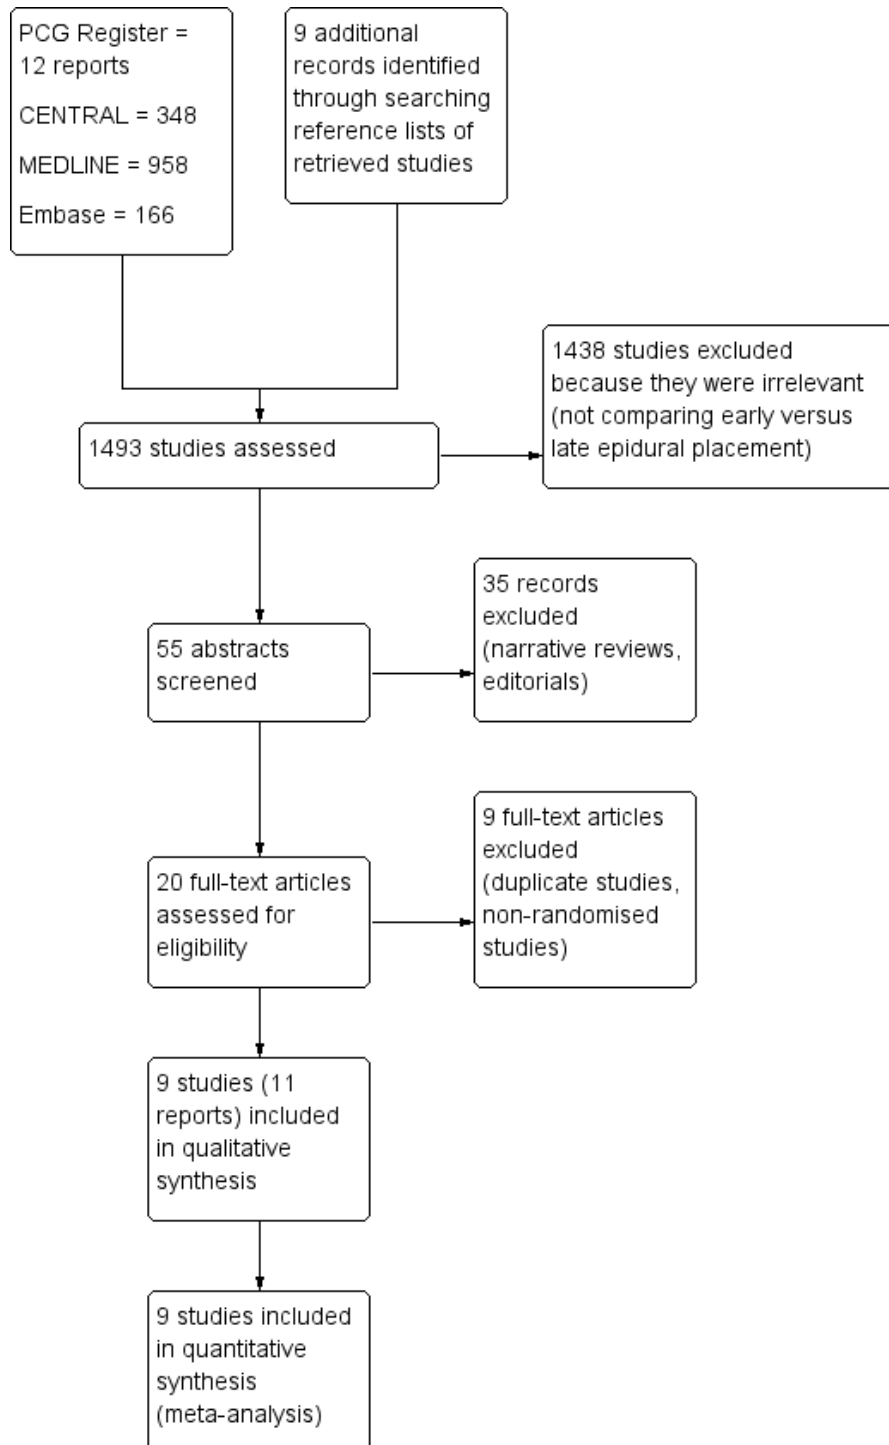 PCG Register =
12 reports
CENTRAL = 348
MEDLINE = 958
Embase = 166
9 additional
records identified
through searching
reference lists of
retrieved studies
1493 studies assessed
1438 studies excluded
because they were irrelevant
(not comparing early versus
late epidural placement)
55 abstracts
screened
35 records
excluded
(narrative reviews,
editorials)
20 full-text articles
assessed for
eligibility
9 full-text articles
excluded
(duplicate studies,
non-randomised
studies)
9 studies (11
reports) included
in qualitative
synthesis
9 studies included
in quantitative
synthesis
(meta-analysis)